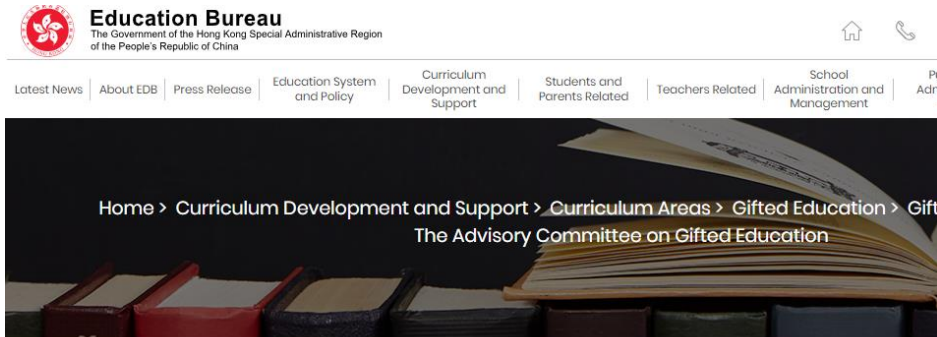 Education Bureau
The Government of the Hong Kong Special Administrative Region
of the People's Republic of China
Latest News
About EDB
Press Release
Education System
and Policy
Curriculum
Development and
Support
Students and
Parents Related
Teachers Related
School
Administration and
Management
Home > Curriculum Development and Support > Curriculum Areas > Gifted Education >
The Advisory Committee on Gifted Education